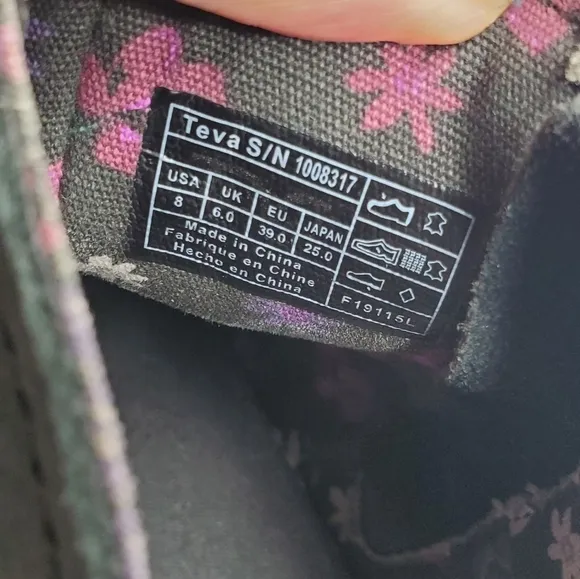 Teva S/N 1008317
USA UK EU JAPAN
8 6.0 39.0 25.0
Made in China
Fabrique en Chine
Hecho en China
F19115L